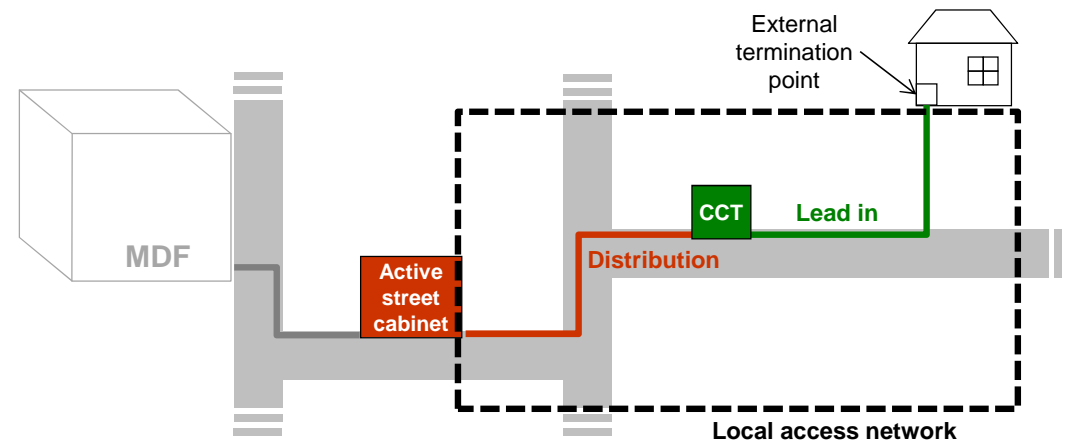 External
termination
point
MDF
CCT
Lead in
Distribution
Active
street
cabinet
Local access network